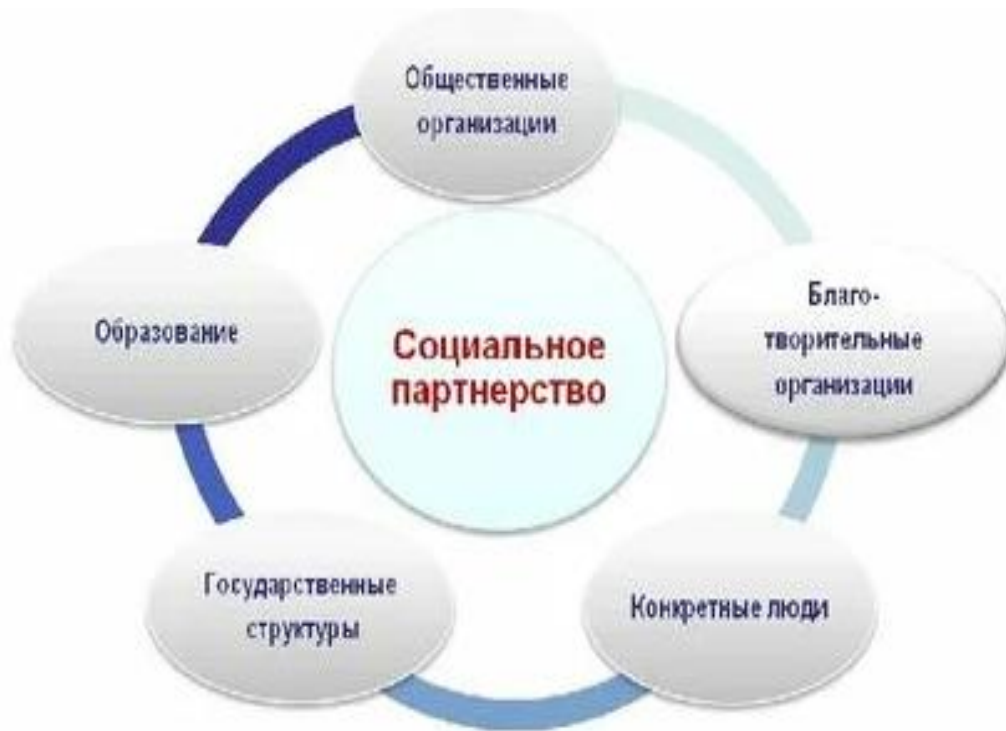 Общественные
организации
Благо-
творительные
организации
Конкретные люди
Государственные
структуры
Образование
Социальное
партнерство